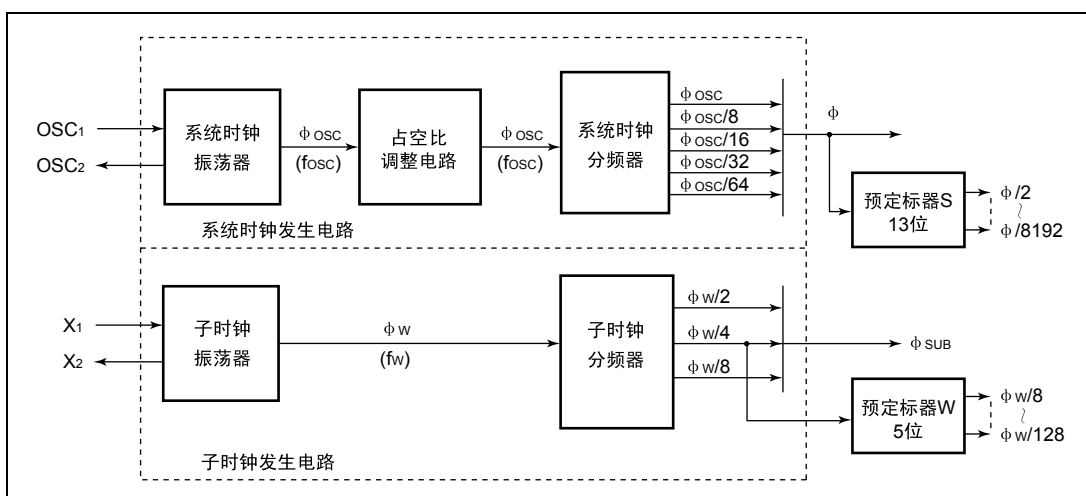 OSC1
OSC2
系统时钟
振荡器
φOSC
(fOSC)
占空比
调整电路
φOSC
(fOSC)
系统时钟
分频器
φOSC
φOSC/8
φOSC/16
φOSC/32
φOSC/64
φ
预定标器S
13位
φ/2
~
φ/8192
系统时钟发生电路
X1
X2
子时钟
振荡器
φW
(fW)
子时钟
分频器
φW/2
φW/4
φW/8
φSUB
预定标器W
5位
φW/8
~
φW/128
子时钟发生电路